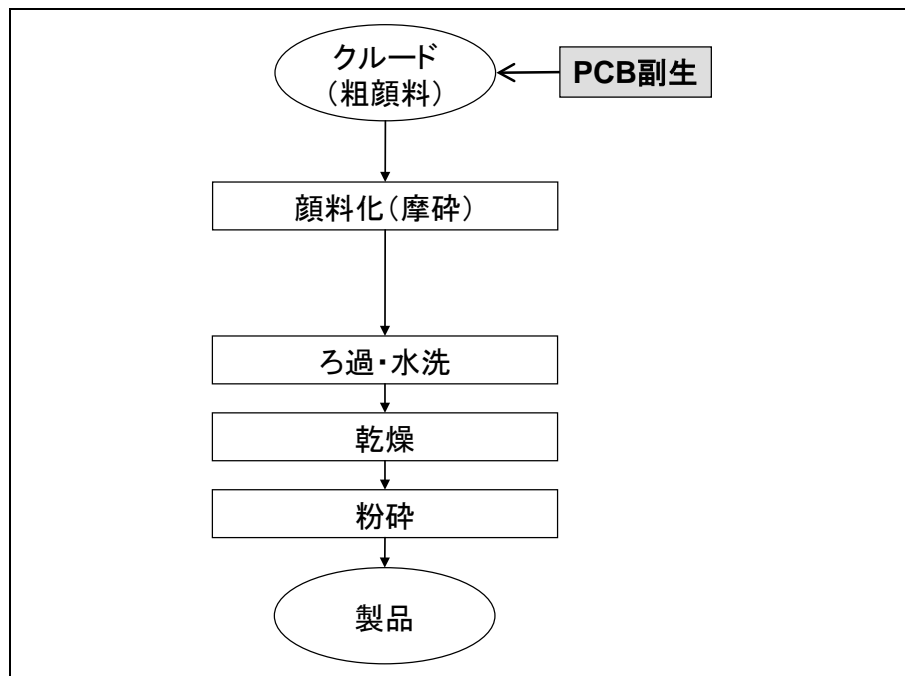 クルード
（粗顔料）
PCB副生
顔料化（摩砕）
ろ過・水洗
乾燥
粉砕
製品